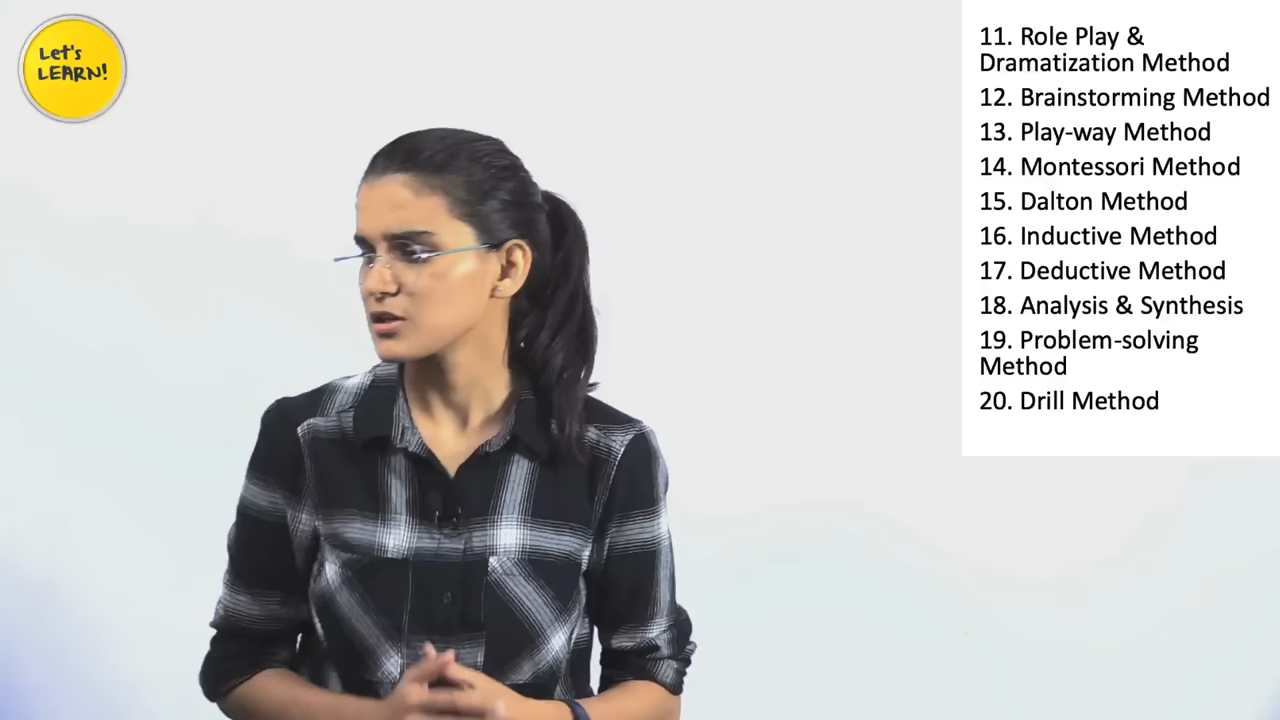 Let's
LEARN!
11. Role Play &
Dramatization Method
12. Brainstorming Method
13. Play-way Method
14. Montessori Method
15. Dalton Method
16. Inductive Method
17. Deductive Method
18. Analysis & Synthesis
19. Problem-solving
Method
20. Drill Method